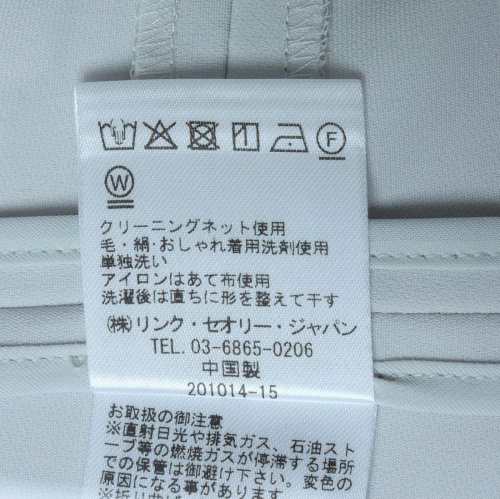 F
W
クリーニングネット使用
毛・絹・おしゃれ着用洗剤使用
単独洗い
アイロンはあて布使用
洗濯後は直ちに形を整えて干す
㈱リンク・セオリー・ジャパン
TEL. 03-6865-0206
中国製
201014-15
お取扱の御注意
※直射日光や排気ガス、石油スト
ーブ等の燃焼ガスが停滞する場所
での保管は御避け下さい。変色の
原因になる事があります。